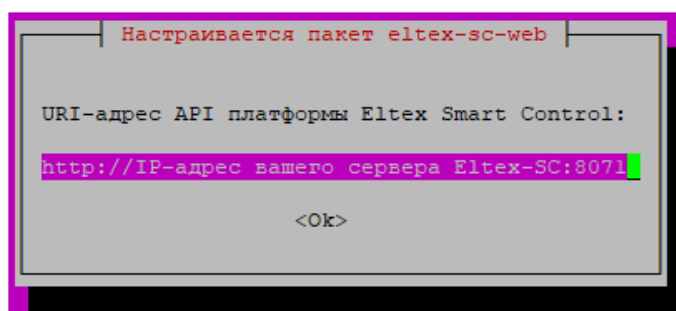 Настраивается пакет eltex-sc-web
URI-адрес API платформы Eltex Smart Control:
http://IP-адрес вашего сервера Eltex-SC:8071
<Ok>